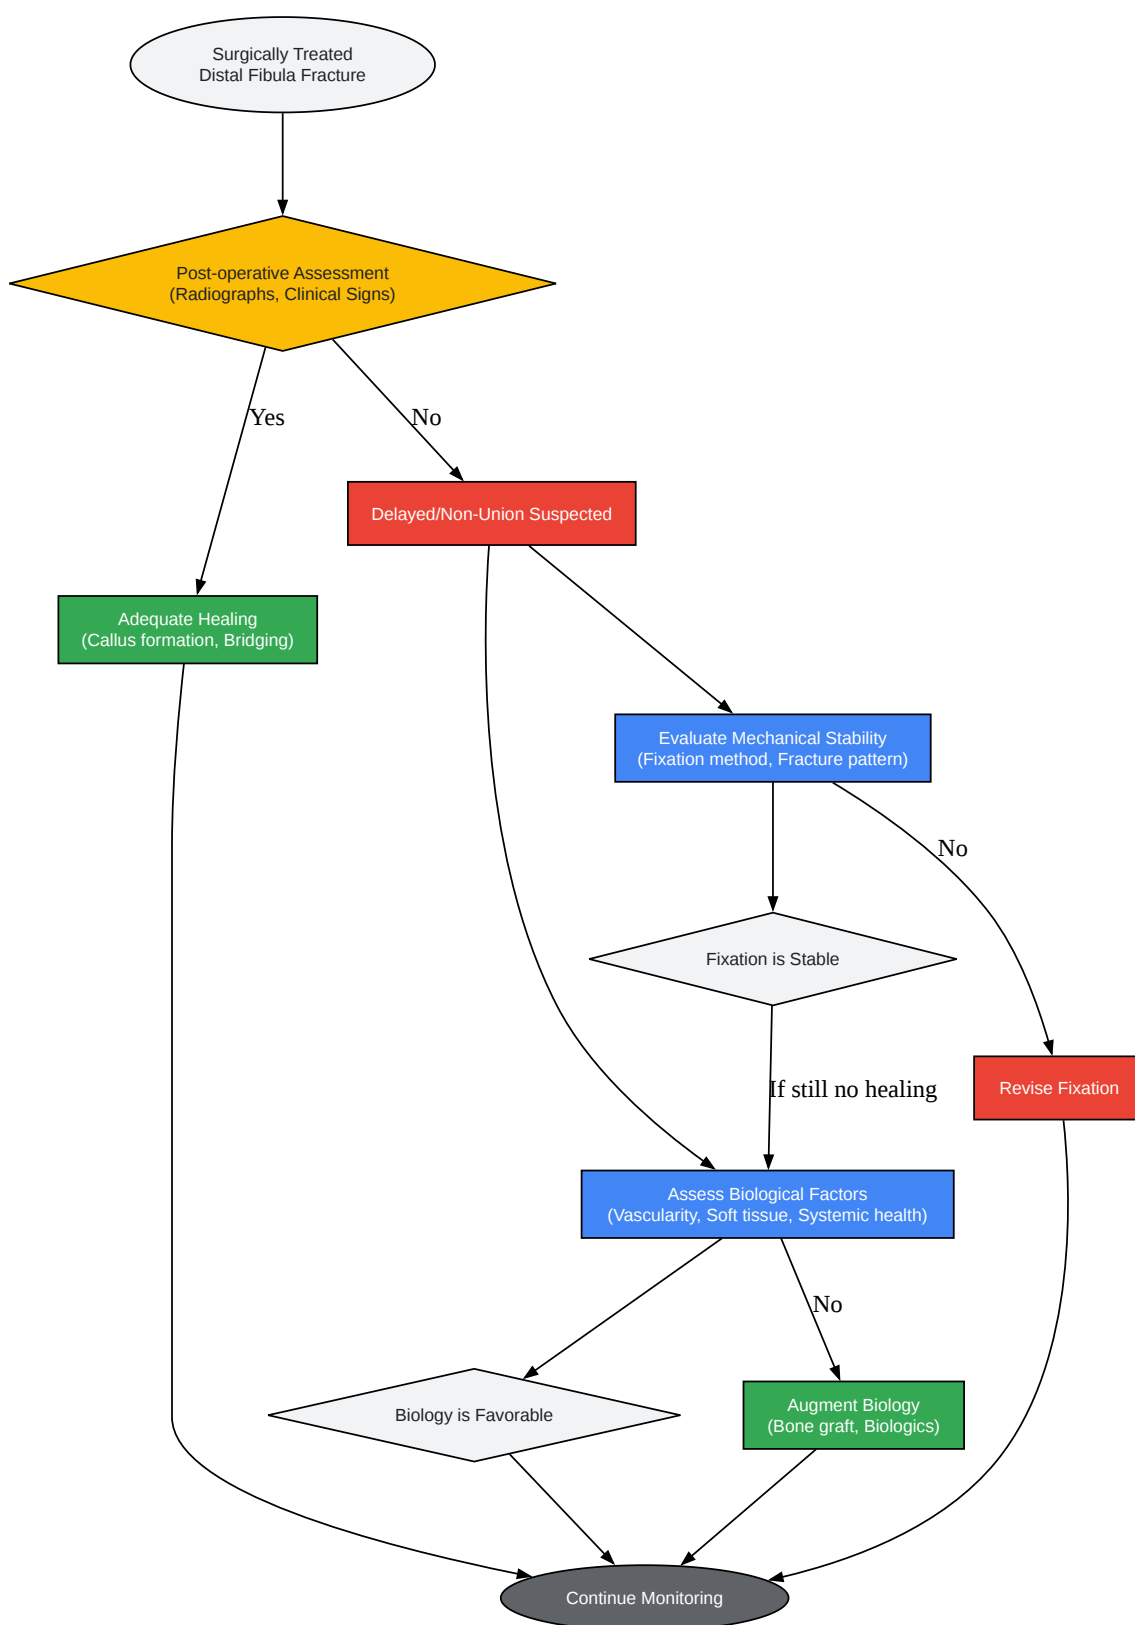 Surgically Treated
Distal Fibula Fracture
Post-operative Assessment
(Radiographs, Clinical Signs)
Yes
No
Delayed/Non-Union Suspected
Adequate Healing
(Callus formation, Bridging)
Evaluate Mechanical Stability
(Fixation method, Fracture pattern)
No
Fixation is Stable
If still no healing
Revise Fixation
Assess Biological Factors
(Vascularity, Soft tissue, Systemic health)
No
Biology is Favorable
Augment Biology
(Bone graft, Biologics)
Continue Monitoring